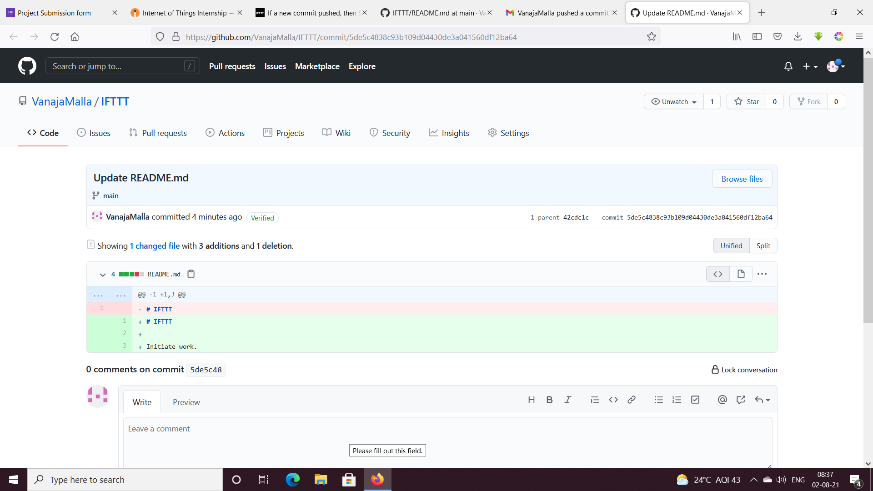 Project Submission form
Internet of Things Internship —
If a new commit pushed, then
IFTTT/README.md at main · Va
VanajaMalla pushed a commit
Update README.md · VanajaM
https://github.com/VanajaMalla/IFTTT/commit/5de5c4838c93b109d04430de3a041560df12ba64
Search or jump to... /
Pull requests Issues Marketplace Explore
VanajaMalla / IFTTT
Unwatch 1 Star 0 Fork 0
Code Issues Pull requests Actions Projects Wiki Security Insights Settings
Update README.md
Browse files
main
VanajaMalla committed 4 minutes ago Verified
1 parent 42cdc1c commit 5de5c4838c93b109d04430de3a041560df12ba64
Showing 1 changed file with 3 additions and 1 deletion.
Unified Split
4 README.md
... ... @@ -1 +1,3 @@
1 - # IFTTT
1 + # IFTTT
2 +
3 + Initiate work.
0 comments on commit 5de5c48
Lock conversation
Write Preview
H B I
Leave a comment
Please fill out this field.
Type here to search
24°C AQI 43
ENG
08:37
02-08-21
4